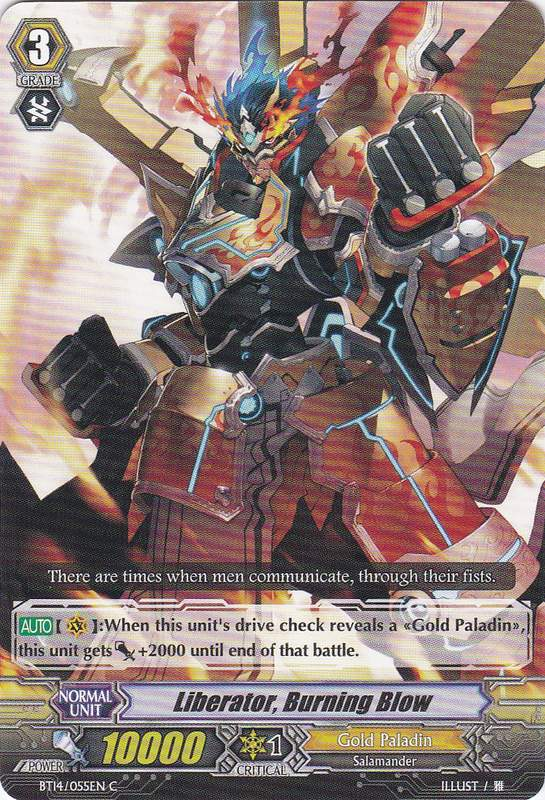 3
GRADE
There are times when men communicate, through their fists.
AUTO [ ]:When this unit's drive check reveals a «Gold Paladin»,
this unit gets +2000 until end of that battle.
NORMAL
UNIT
Liberator, Burning Blow
POWER
10000
1
CRITICAL
Gold Paladin
Salamander
BT14/055EN C
ILLUST / 雅